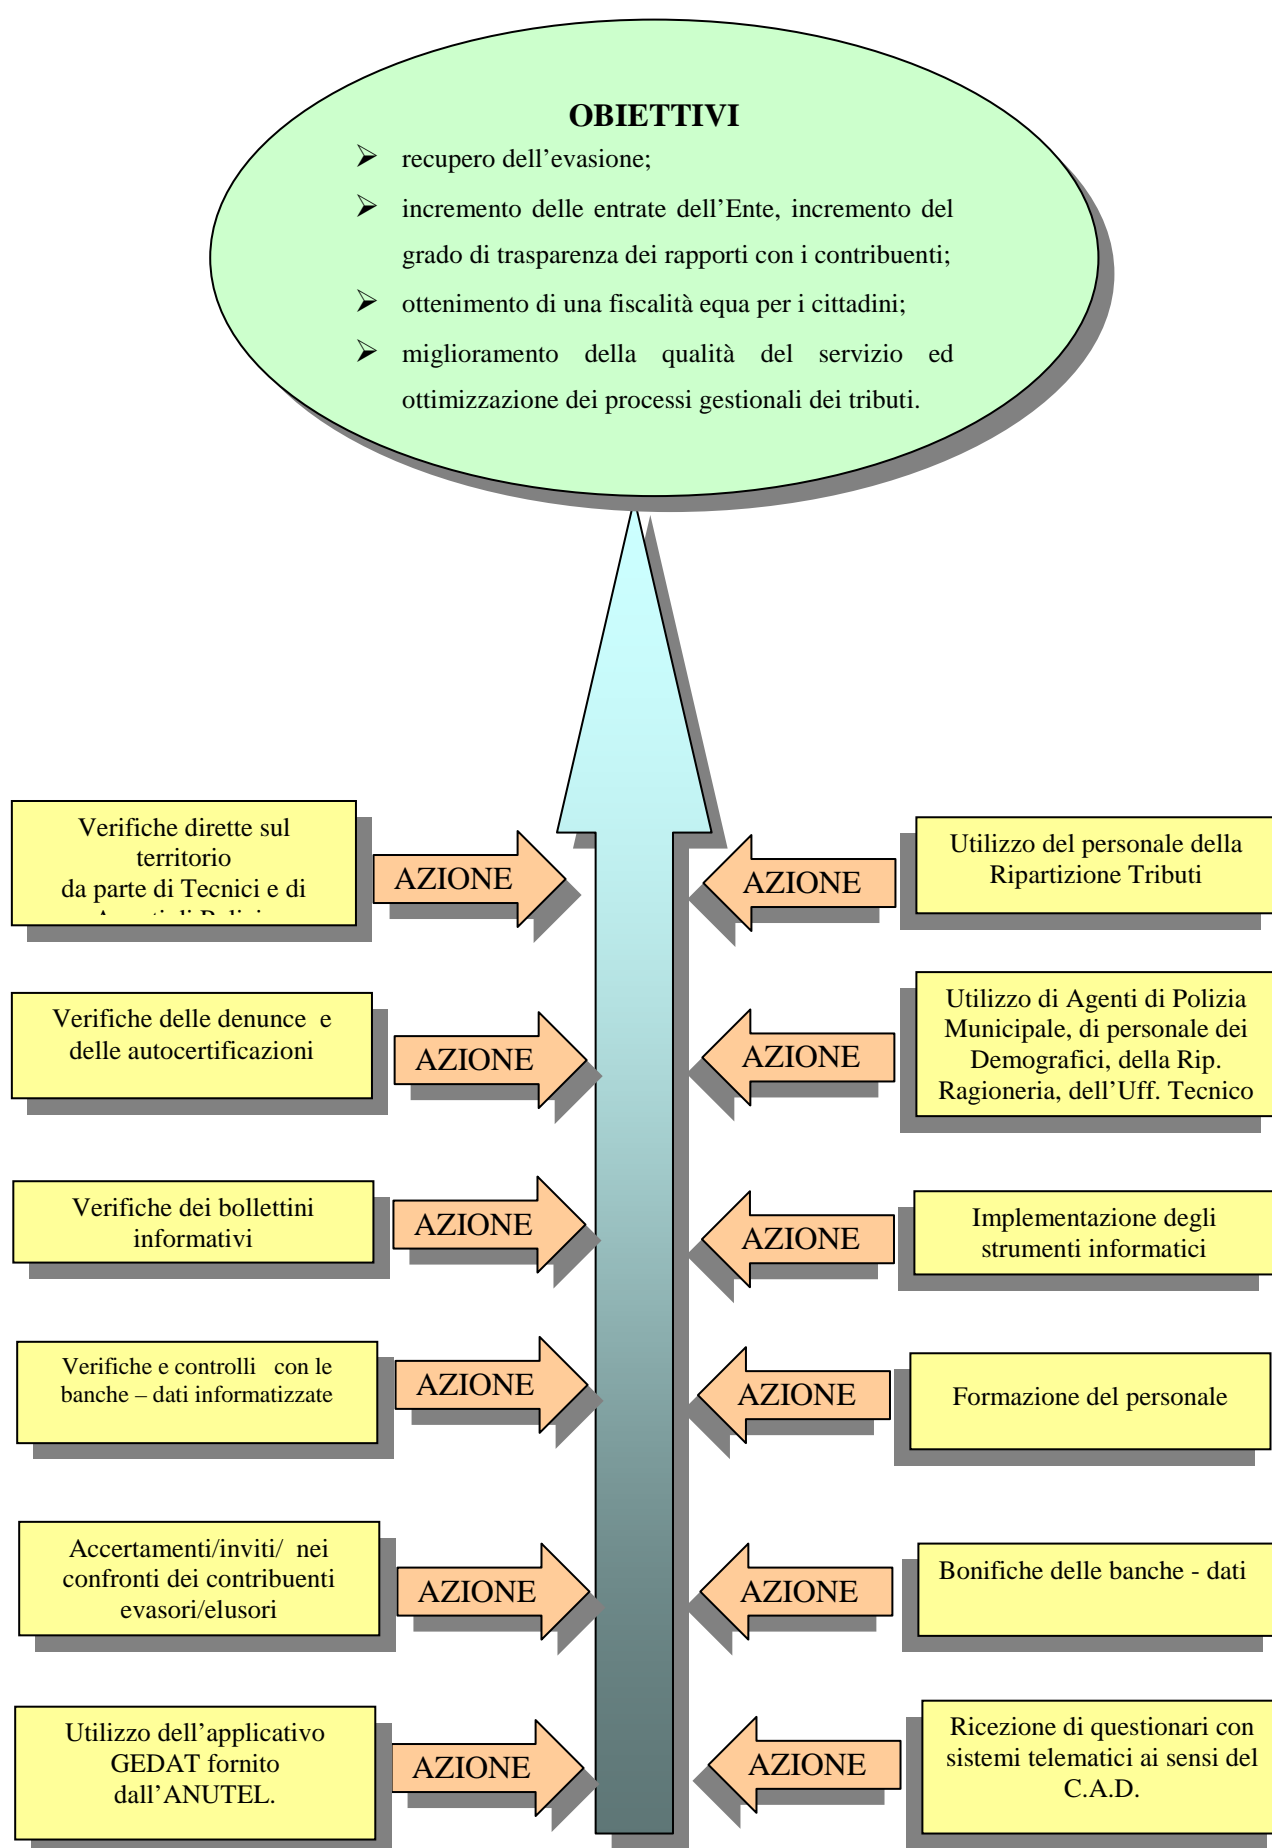 OBIETTIVI
➢ recupero dell’evasione;
➢ incremento delle entrate dell’Ente, incremento del
grado di trasparenza dei rapporti con i contribuenti;
➢ ottenimento di una fiscalità equa per i cittadini;
➢ miglioramento della qualità del servizio ed
ottimizzazione dei processi gestionali dei tributi.
Verifiche dirette sul
territorio
da parte di Tecnici e di
AZIONE
AZIONE
Utilizzo del personale della
Ripartizione Tributi
Verifiche delle denunce e
delle autocertificazioni
AZIONE
AZIONE
Utilizzo di Agenti di Polizia
Municipale, di personale dei
Demografici, della Rip.
Ragioneria, dell’Uff. Tecnico
Verifiche dei bollettini
informativi
AZIONE
AZIONE
Implementazione degli
strumenti informatici
Verifiche e controlli con le
banche – dati informatizzate
AZIONE
AZIONE
Formazione del personale
Accertamenti/inviti/ nei
confronti dei contribuenti
evasori/elusori
AZIONE
AZIONE
Bonifiche delle banche - dati
Utilizzo dell’applicativo
GEDAT fornito
dall’ANUTEL.
AZIONE
AZIONE
Ricezione di questionari con
sistemi telematici ai sensi del
C.A.D.